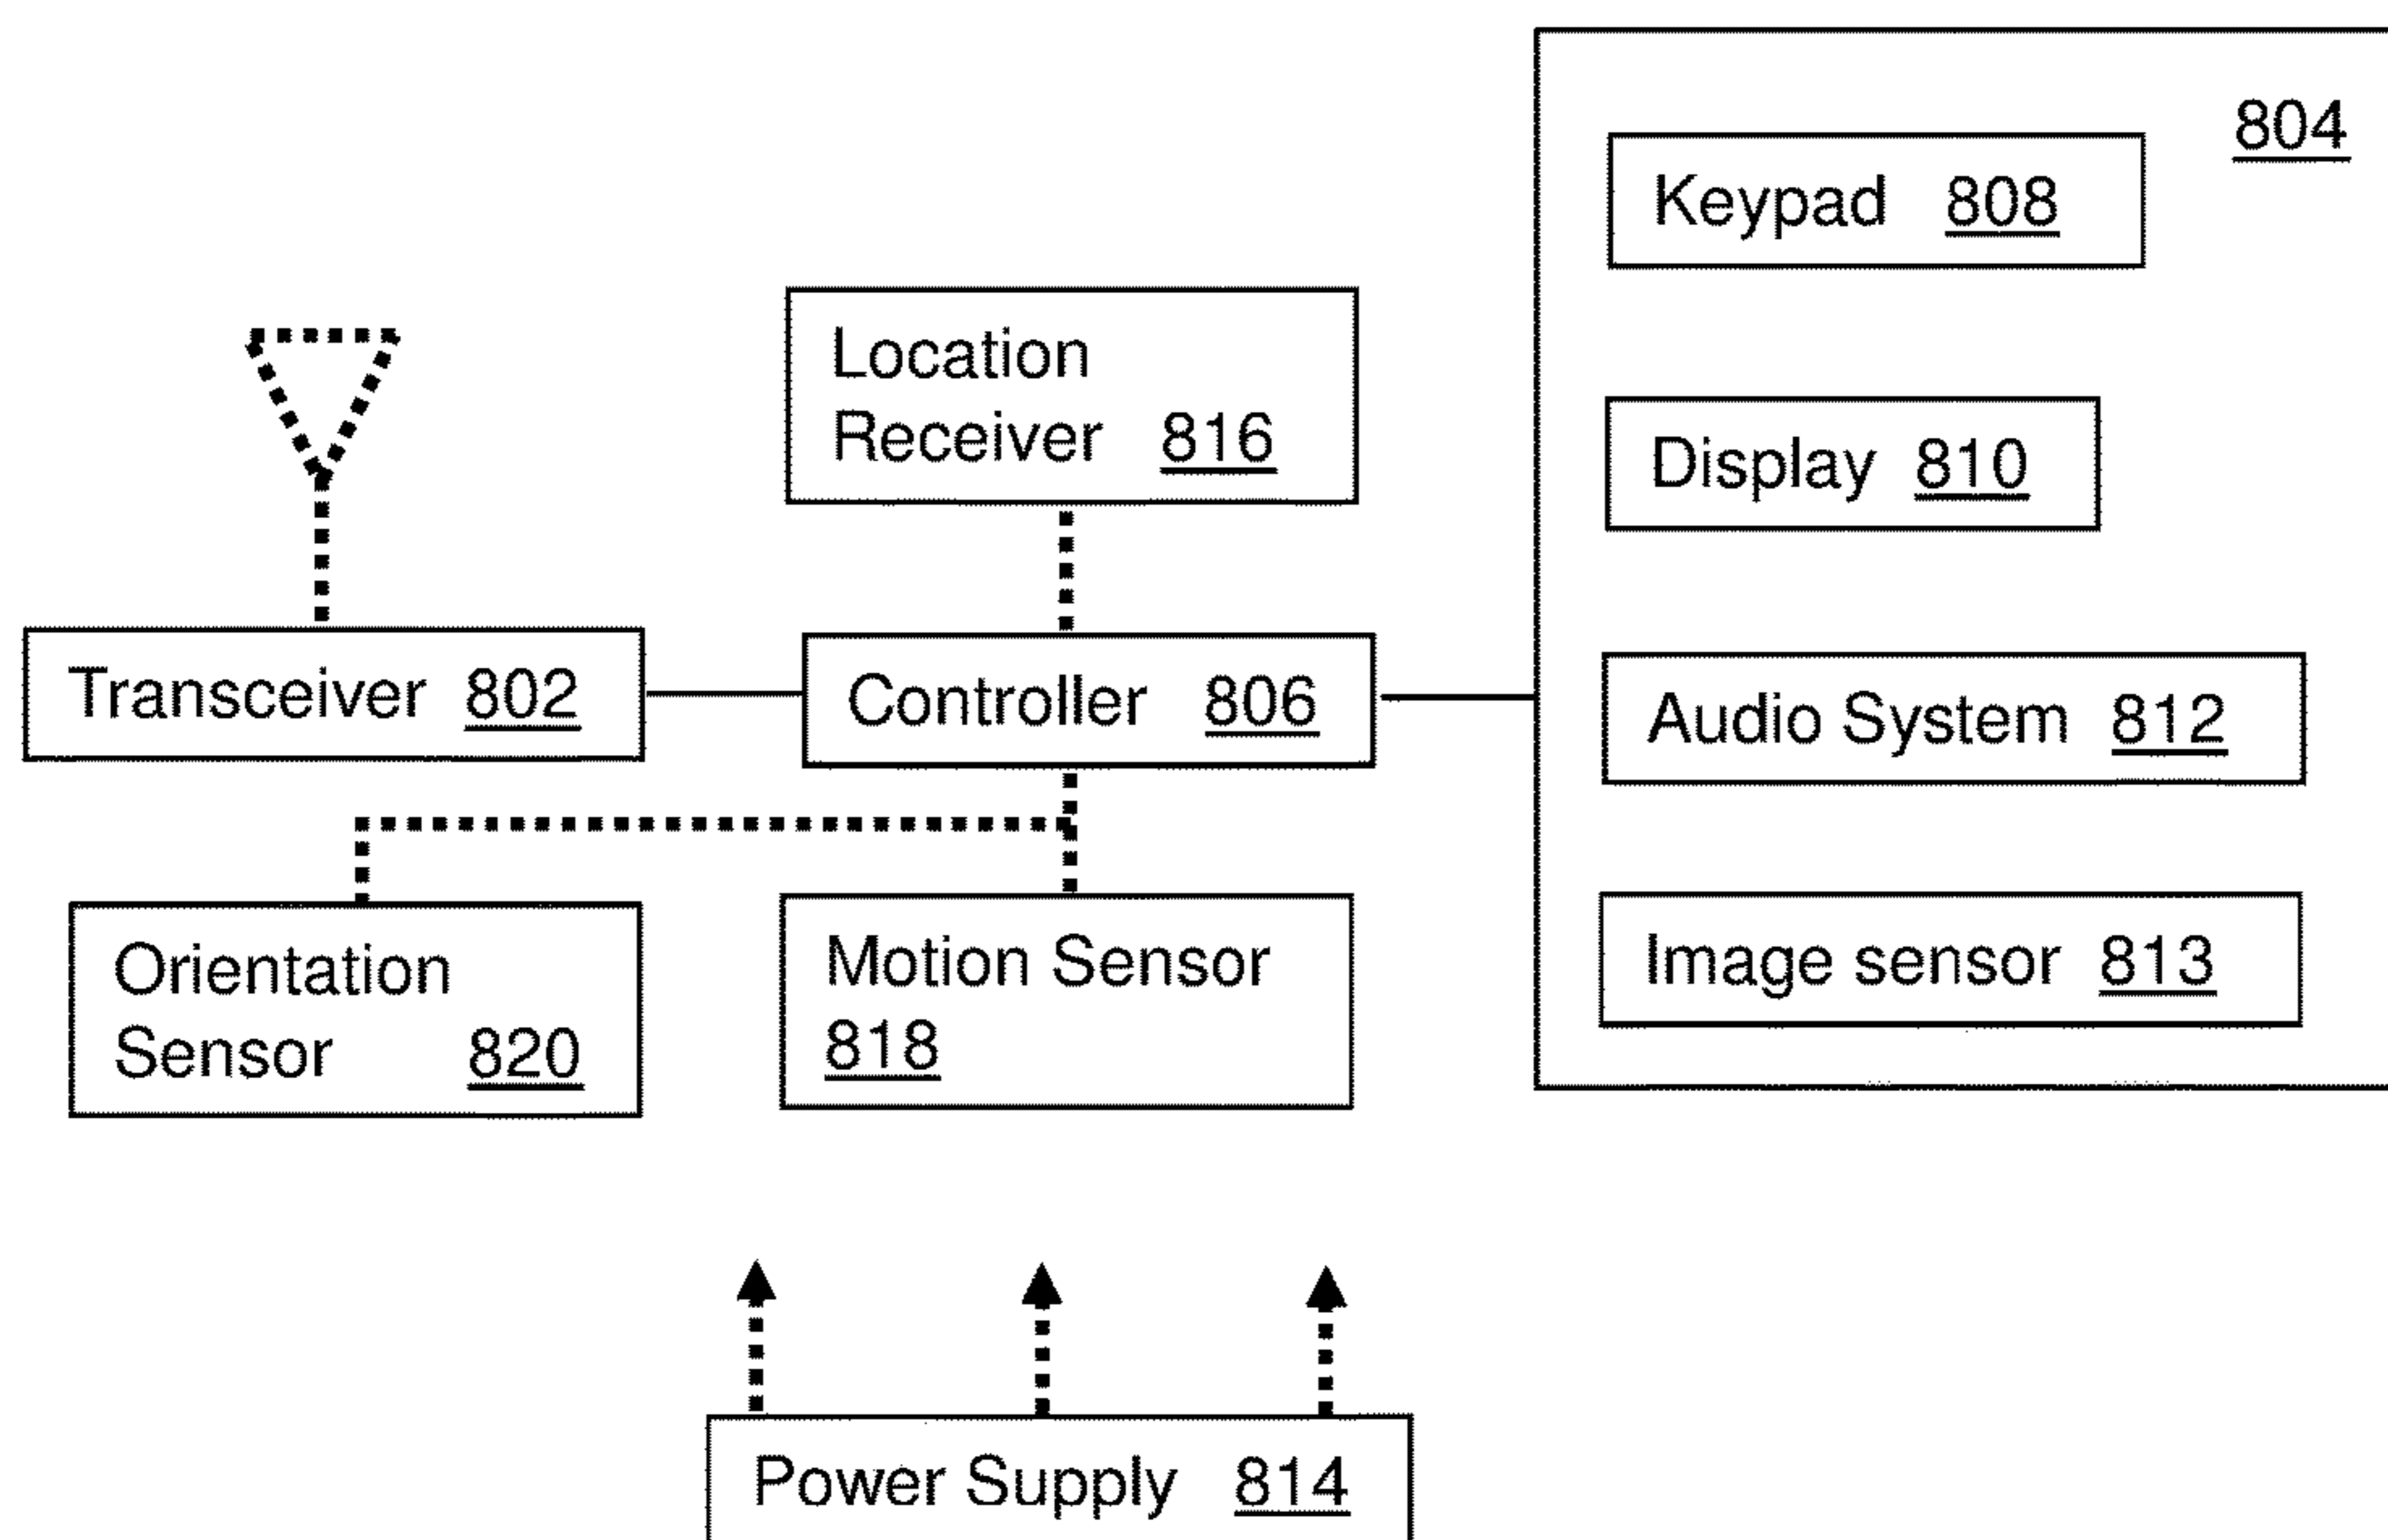 804
Keypad 808
Location
Receiver 816
Display 810
Transceiver 802
Controller 806
Audio System 812
Orientation
Sensor 820
Motion Sensor
818
Image sensor 813
Power Supply 814